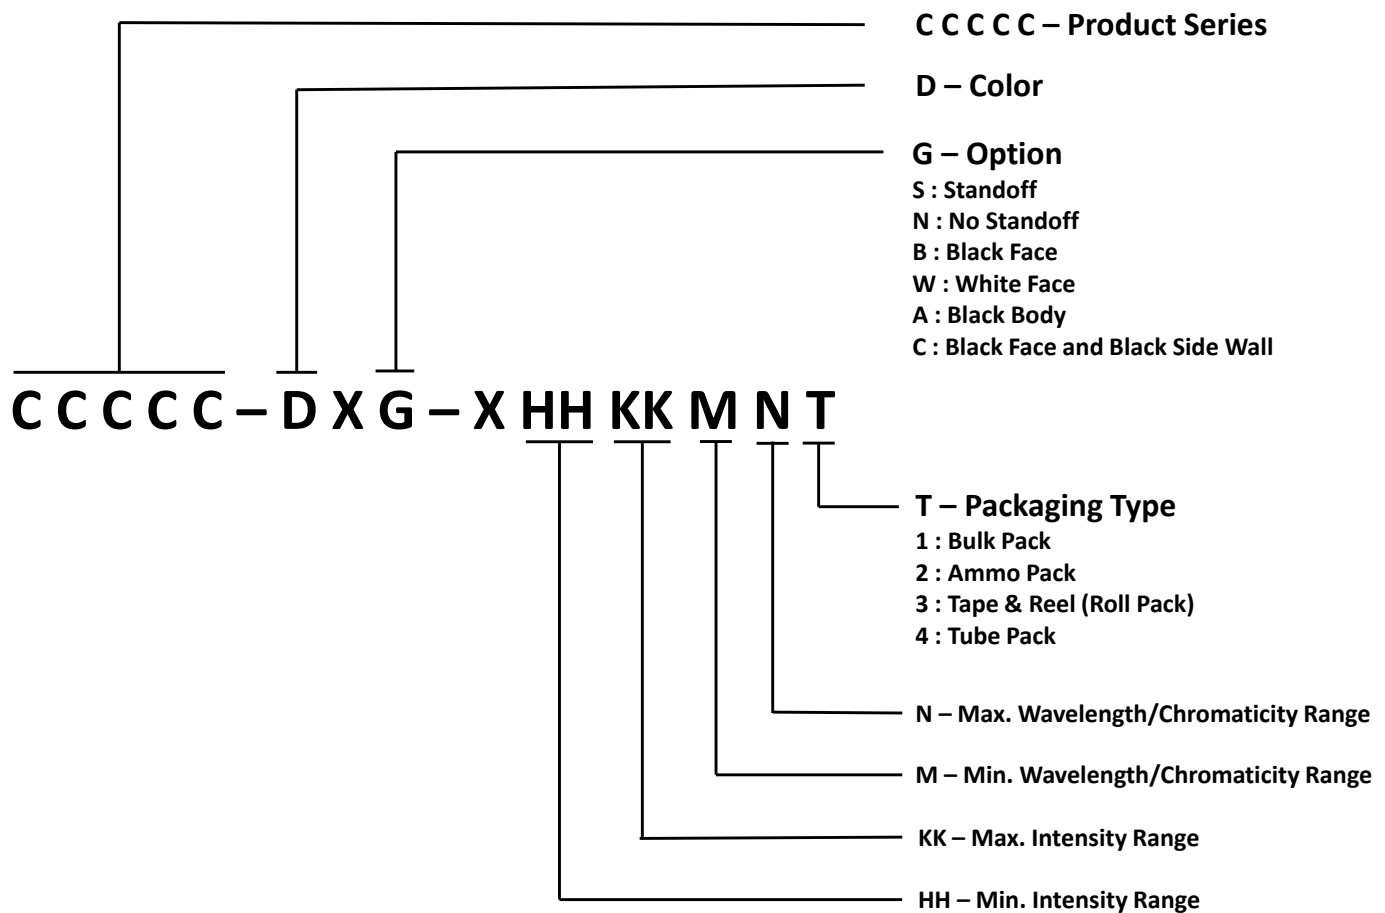 C C C C C – Product Series
D – Color
G – Option
S : Standoff
N : No Standoff
B : Black Face
W : White Face
A : Black Body
C : Black Face and Black Side Wall
C C C C C – D X G – X HH KK M N T
T – Packaging Type
1 : Bulk Pack
2 : Ammo Pack
3 : Tape & Reel (Roll Pack)
4 : Tube Pack
N – Max. Wavelength/Chromaticity Range
M – Min. Wavelength/Chromaticity Range
KK – Max. Intensity Range
HH – Min. Intensity Range